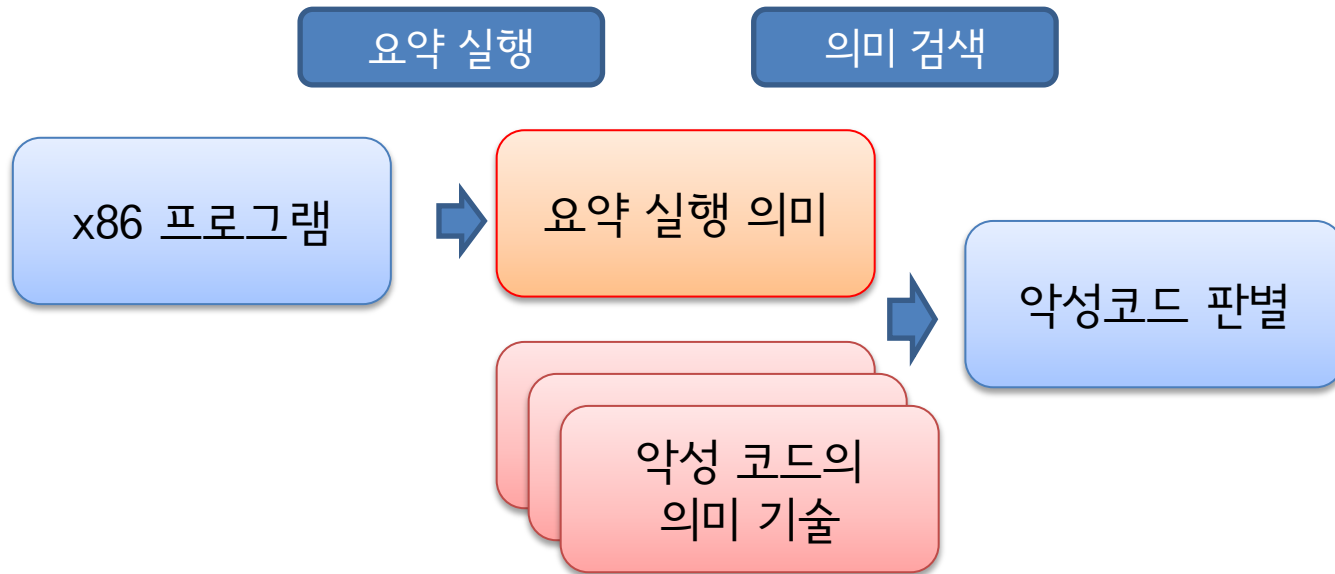 요약 실행
의미 검색
x86 프로그램
요약 실행 의미
악성코드 판별
악성 코드의
의미 기술